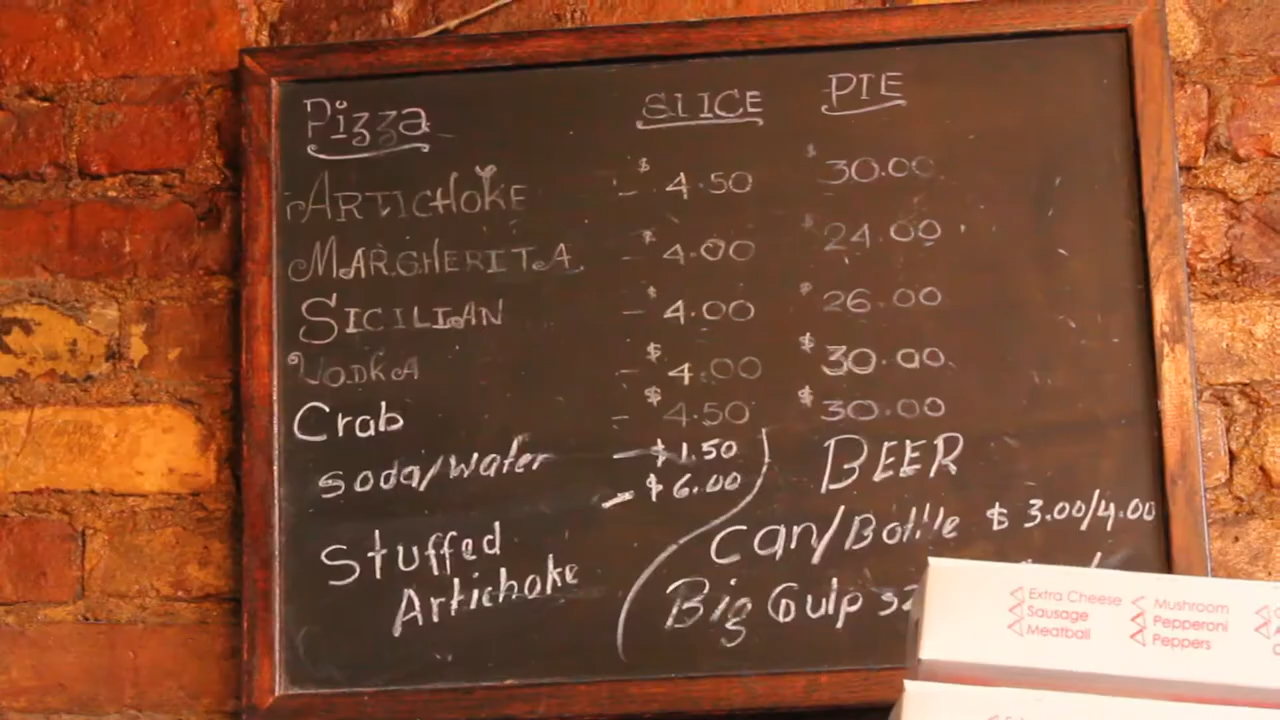 Pizza SLICE PIE
ARTICHOKE - $4.50 $30.00
MARGHERITA - $4.00 $24.00
SICILIAN - $4.00 $26.00
VODKA - $4.00 $30.00
Crab - $4.50 $30.00
soda/water - $1.50
- $6.00
Stuffed
Artichoke
BEER
Can/Bottle $3.00/4.00
Big Gulp
Extra Cheese
Sausage
Meatball
Mushroom
Pepperoni
Peppers